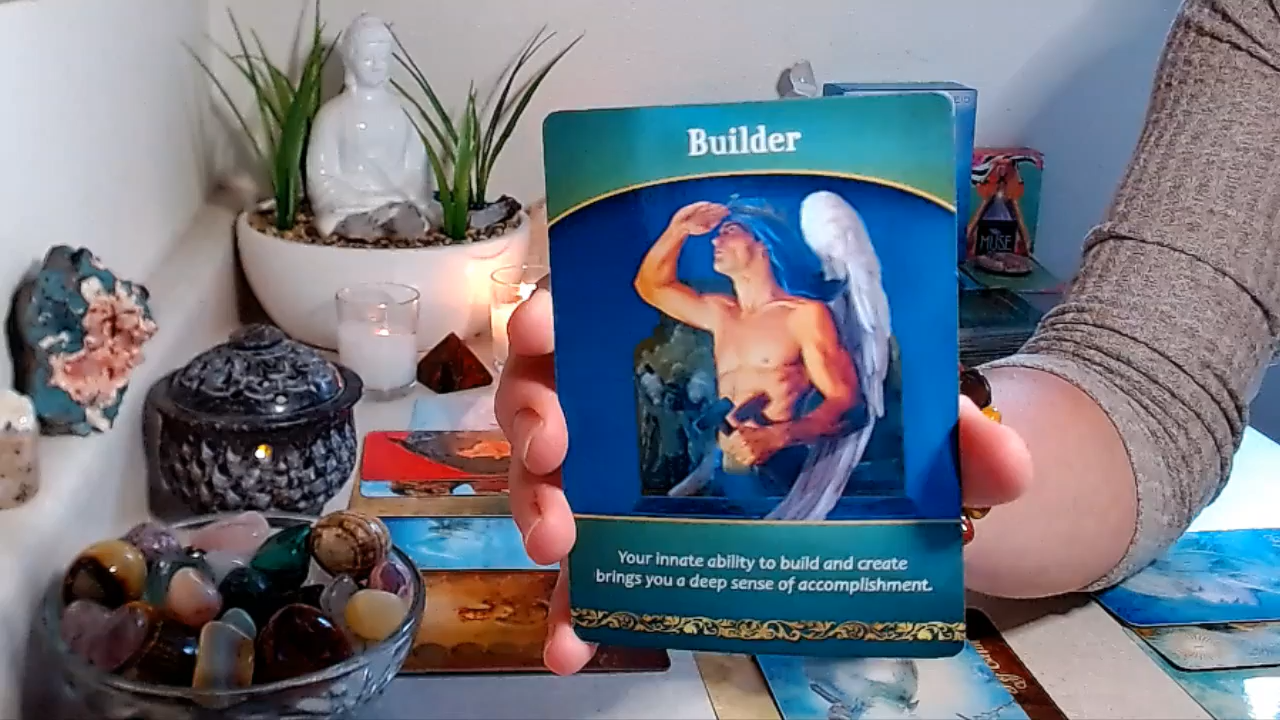 Builder
MUSE
Your innate ability to build and create
brings you a deep sense of accomplishment.